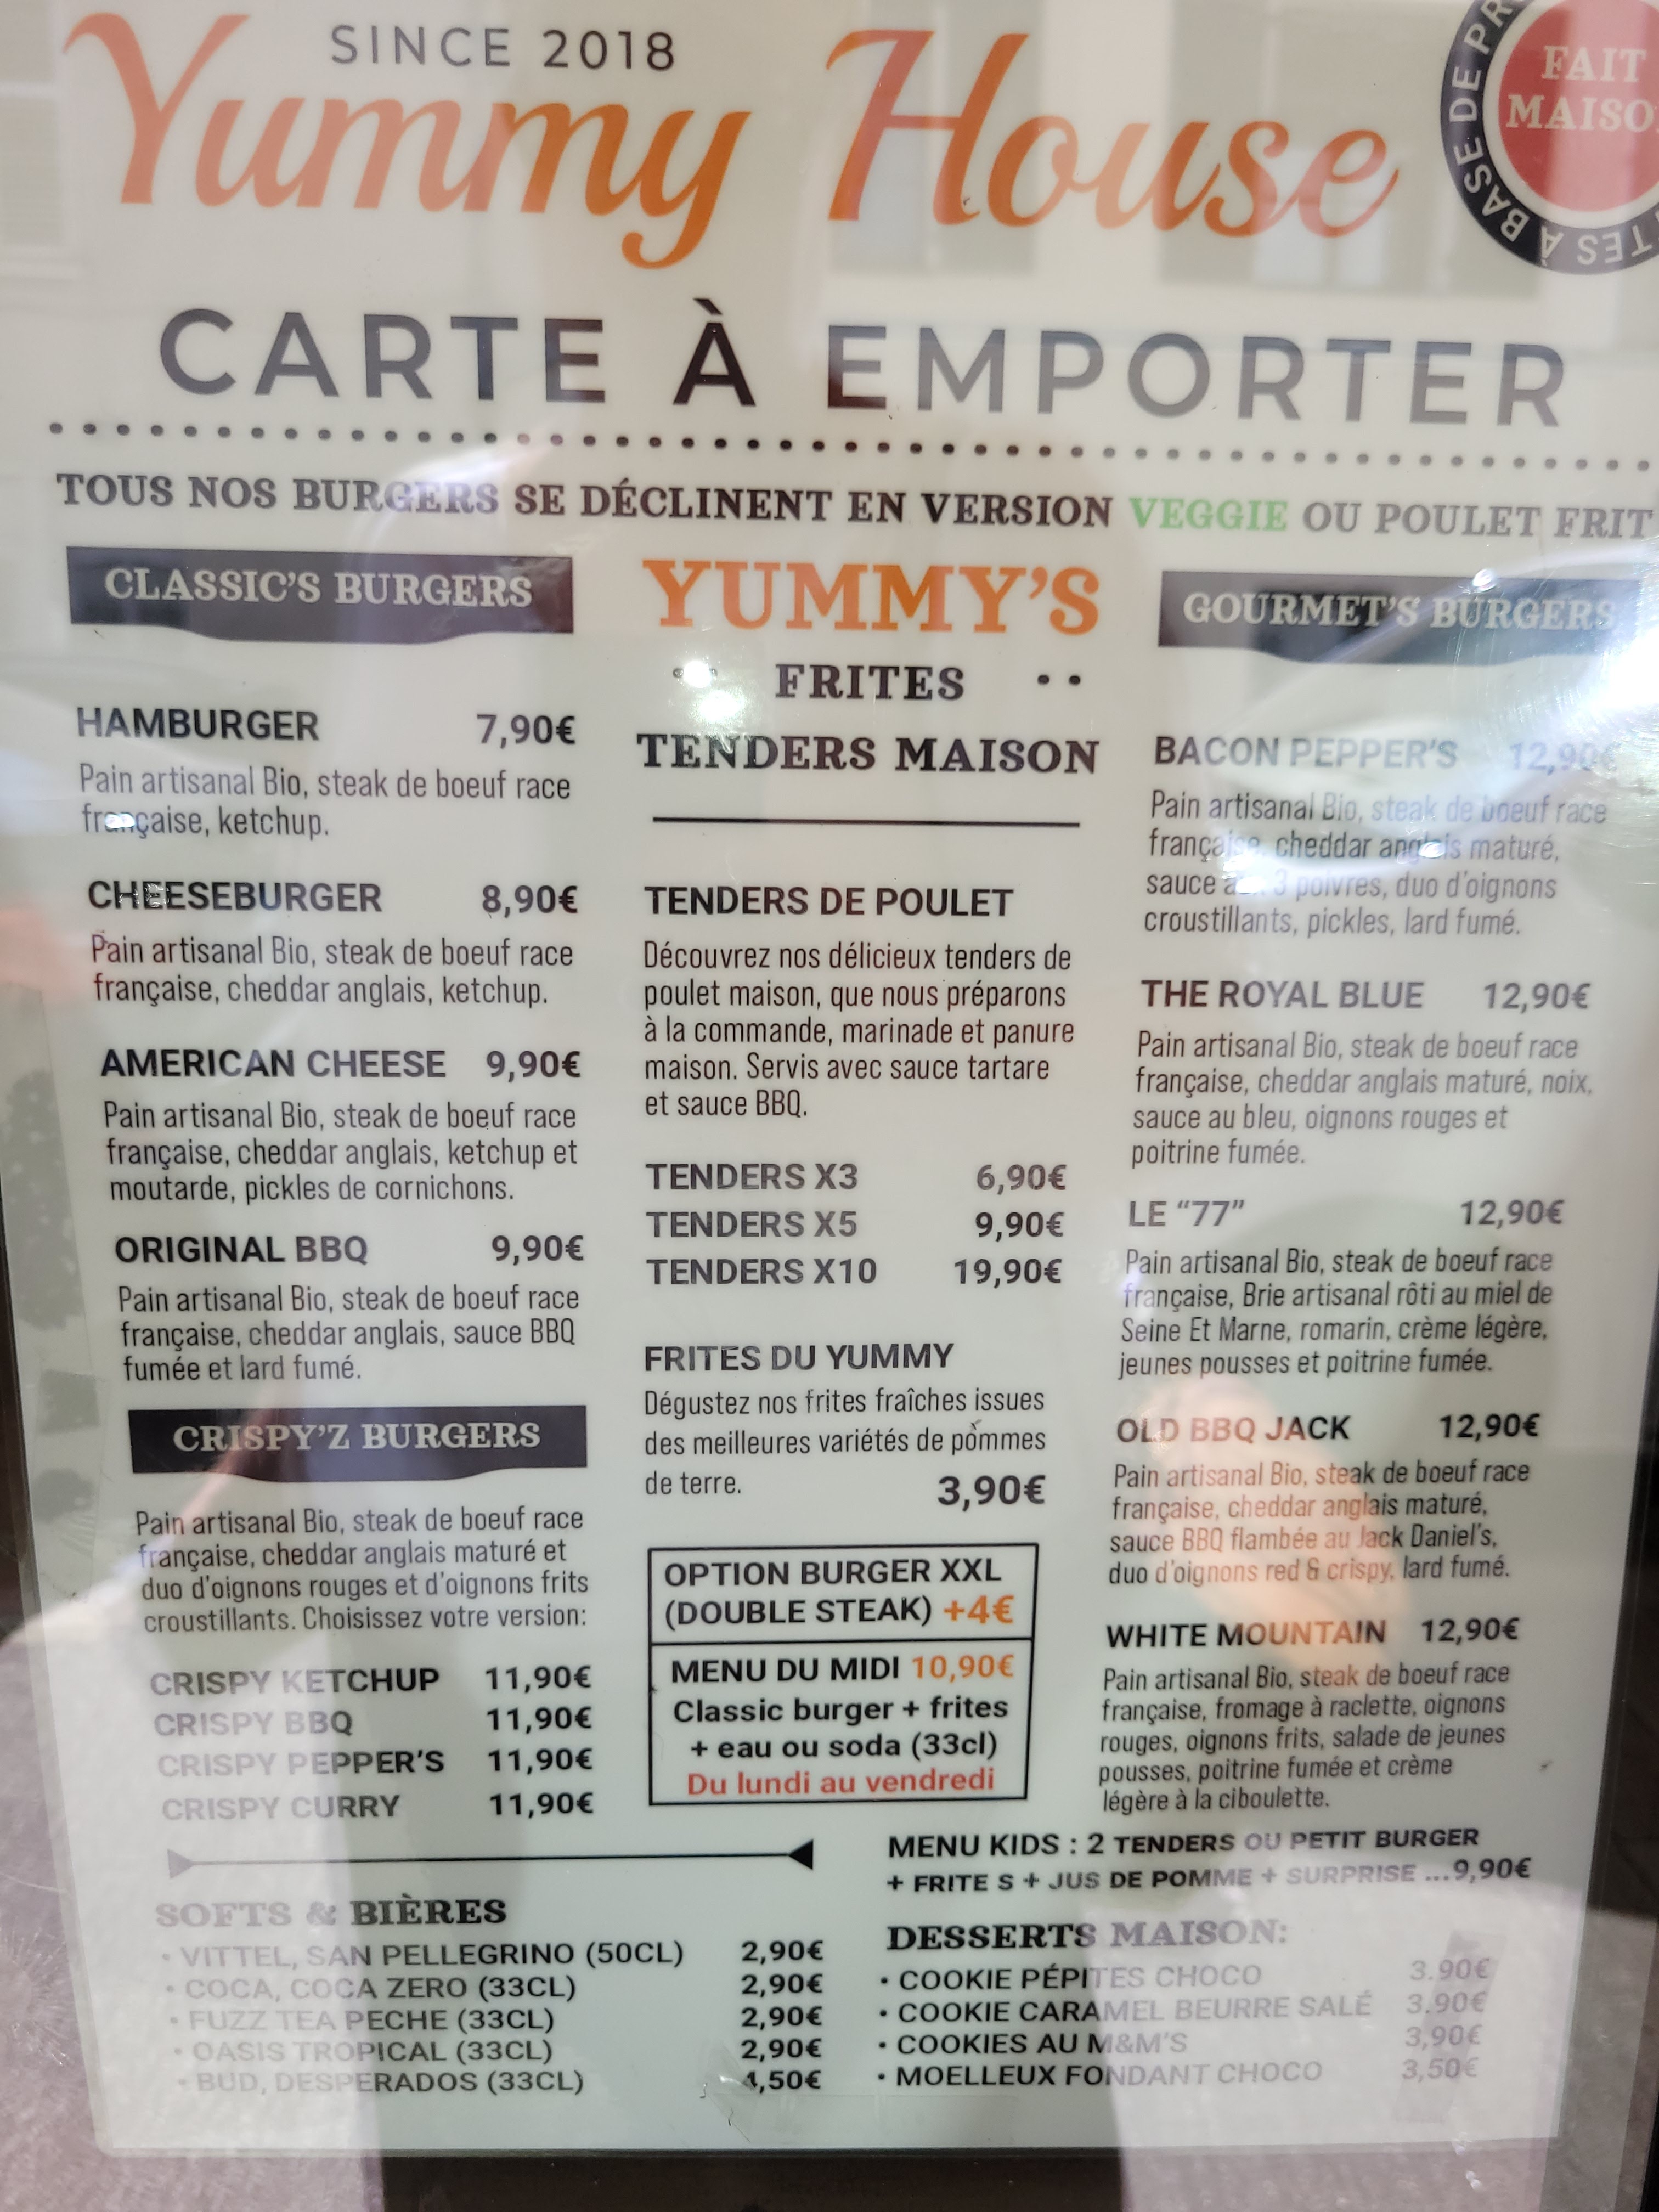 SINCE 2018
Yummy House
FAIT
MAISO
TES À BASE DE PR
CARTE À EMPORTER
TOUS NOS BURGERS SE DÉCLINENT EN VERSION VEGGIE OU POULET FRIT
CLASSIC'S BURGERS
HAMBURGER 7,90€
Pain artisanal Bio, steak de boeuf race
française, ketchup.
CHEESEBURGER 8,90€
Pain artisanal Bio, steak de boeuf race
française, cheddar anglais, ketchup.
AMERICAN CHEESE 9,90€
Pain artisanal Bio, steak de boeuf race
française, cheddar anglais, ketchup et
moutarde, pickles de cornichons.
ORIGINAL BBQ 9,90€
Pain artisanal Bio, steak de boeuf race
française, cheddar anglais, sauce BBQ
fumée et lard fumé.
CRISPY'Z BURGERS
Pain artisanal Bio, steak de boeuf race
française, cheddar anglais maturé et
duo d'oignons rouges et d'oignons frits
croustillants. Choisissez votre version:
CRISPY KETCHUP 11,90€
CRISPY BBQ 11,90€
CRISPY PEPPER'S 11,90€
CRISPY CURRY 11,90€
YUMMY'S
FRITES
TENDERS MAISON
TENDERS DE POULET
Découvrez nos délicieux tenders de
poulet maison, que nous préparons
à la commande, marinade et panure
maison. Servis avec sauce tartare
et sauce BBQ.
TENDERS X3 6,90€
TENDERS X5 9,90€
TENDERS X10 19,90€
FRITES DU YUMMY
Dégustez nos frites fraîches issues
des meilleures variétés de pommes
de terre. 3,90€
OPTION BURGER XXL
(DOUBLE STEAK) +4€
MENU DU MIDI 10,90€
Classic burger + frites
+ eau ou soda (33cl)
Du lundi au vendredi
GOURMET'S BURGERS
BACON PEPPER'S 12,90€
Pain artisanal Bio, steak de boeuf race
française, cheddar anglais maturé,
sauce aux 3 poivres, duo d'oignons
croustillants, pickles, lard fumé.
THE ROYAL BLUE 12,90€
Pain artisanal Bio, steak de boeuf race
française, cheddar anglais maturé, noix,
sauce au bleu, oignons rouges et
poitrine fumée.
LE "77" 12,90€
Pain artisanal Bio, steak de boeuf race
française, Brie artisanal rôti au miel de
Seine Et Marne, romarin, crème légère,
jeunes pousses et poitrine fumée.
OLD BBQ JACK 12,90€
Pain artisanal Bio, steak de boeuf race
française, cheddar anglais maturé,
sauce BBQ flambée au Jack Daniel's,
duo d'oignons red & crispy, lard fumé.
WHITE MOUNTAIN 12,90€
Pain artisanal Bio, steak de boeuf race
française, fromage à raclette, oignons
rouges, oignons frits, salade de jeunes
pousses, poitrine fumée et crème
légère à la ciboulette.
MENU KIDS : 2 TENDERS OU PETIT BURGER
+ FRITE S + JUS DE POMME + SURPRISE ...9,90€
SOFTS & BIÈRES
• VITTEL, SAN PELLEGRINO (50CL) 2,90€
• COCA, COCA ZERO (33CL) 2,90€
• FUZZ TEA PECHE (33CL) 2,90€
• OASIS TROPICAL (33CL) 2,90€
• BUD, DESPERADOS (33CL) 4,50€
DESSERTS MAISON:
• COOKIE PÉPITES CHOCO 3.90€
• COOKIE CARAMEL BEURRE SALÉ 3.90€
• COOKIES AU M&M'S 3,90€
• MOELLEUX FONDANT CHOCO 3,50€